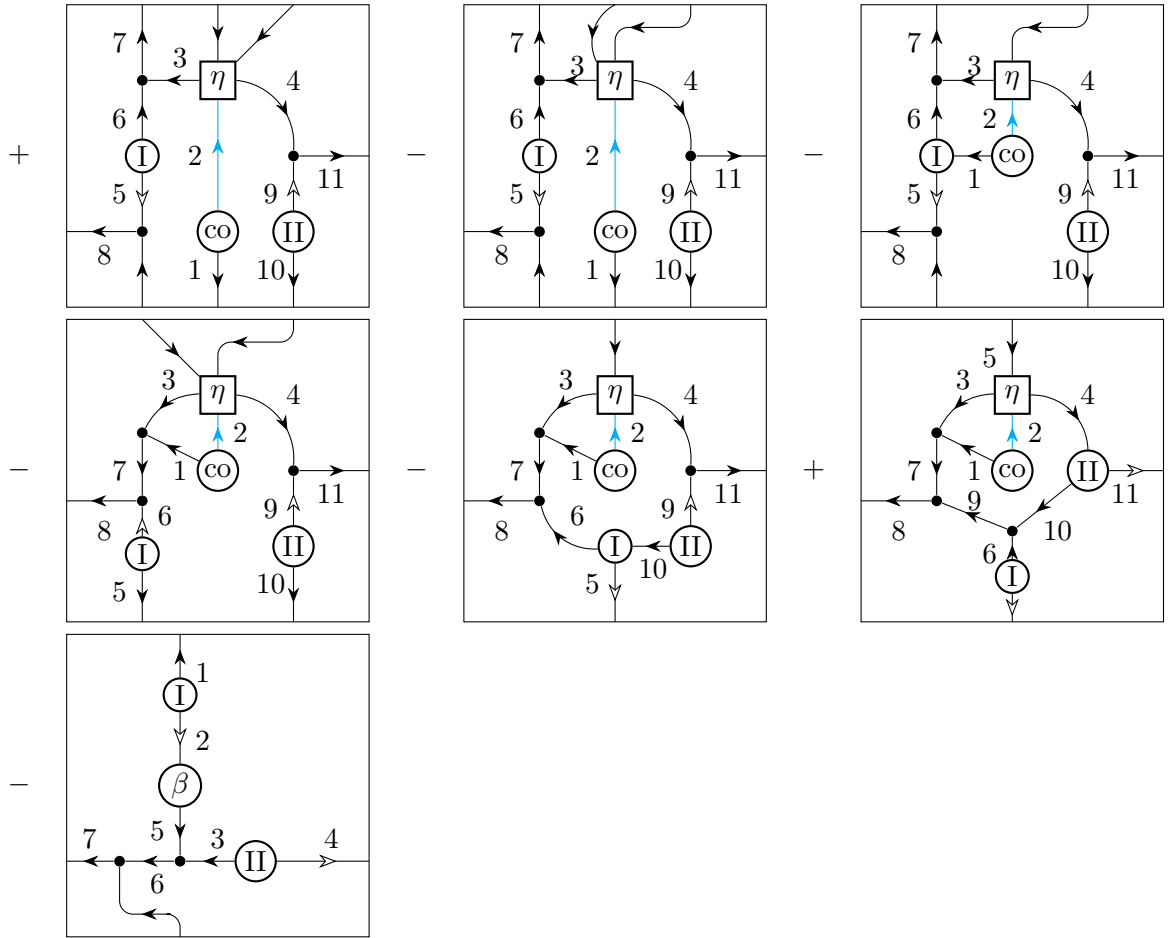 + 7 3 η 4 6 I 2 5 9 11 8 co II 1 10
− 7 3 η 4 6 I 2 5 9 11 8 co II 1 10
− 7 3 η 4 6 2 I co 1 5 9 11 8 II 10
− 3 η 4 2 1 co 7 11 8 6 9 I II 5 10
− 3 η 4 2 1 co 7 11 8 6 9 I II 10 5
+ 5 3 η 4 2 1 co II 7 11 9 8 10 6 I
− I 1 2 β 7 5 3 4 II 6